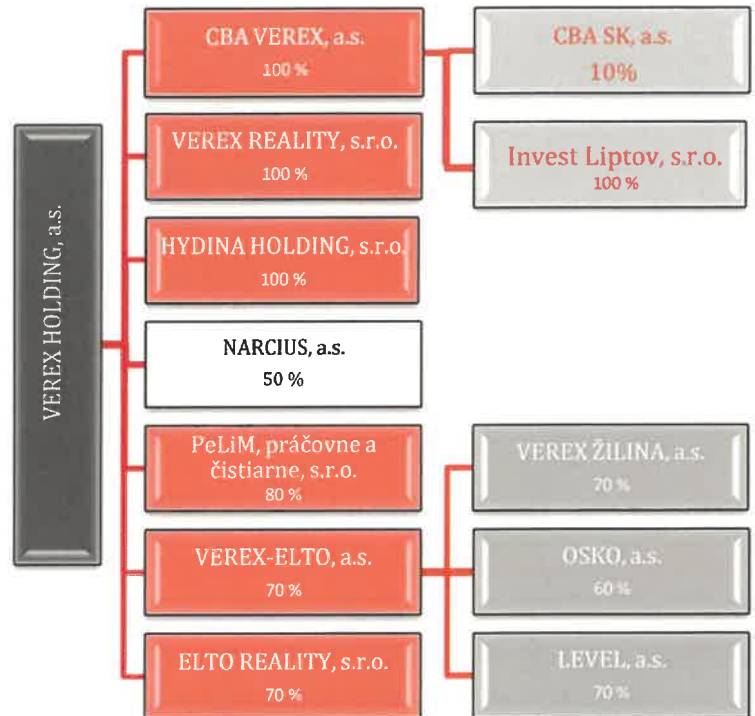 VEREX HOLDING, a.s.
CBA VEREX, a.s.
100 %
VEREX REALITY, s.r.o.
100 %
HYDINA HOLDING, s.r.o.
100 %
NARCIUS, a.s.
50 %
PeLiM, práčovne a
čistiarne, s.r.o.
80 %
VEREX-ELTO, a.s.
70 %
ELTO REALITY, s.r.o.
70 %
CBA SK, a.s.
10%
Invest Liptov, s.r.o.
100 %
VEREX ŽILINA, a.s.
70 %
OSKO, a.s.
60 %
LEVEL, a.s.
70 %